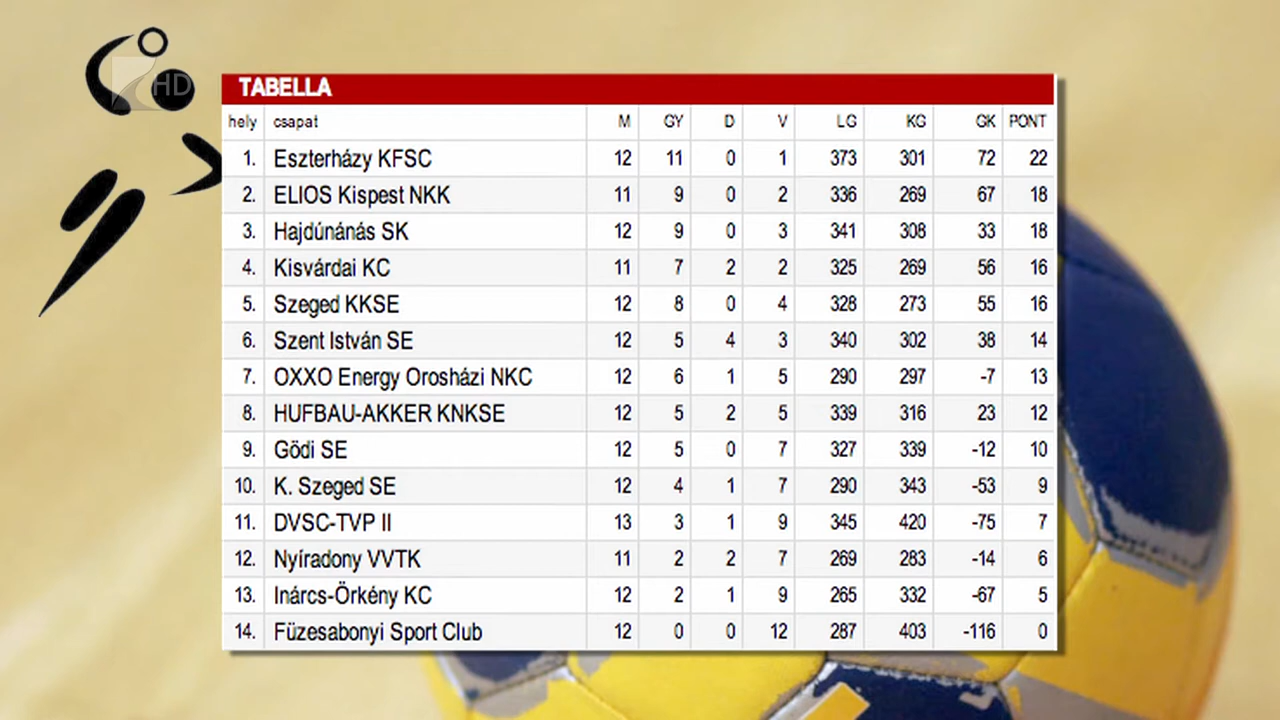 HD
TABELLA
hely csapat M GY D V LG KG GK PONT
1. Eszterházy KFSC 12 11 0 1 373 301 72 22
2. ELIOS Kispest NKK 11 9 0 2 336 269 67 18
3. Hajdúnánás SK 12 9 0 3 341 308 33 18
4. Kisvárdai KC 11 7 2 2 325 269 56 16
5. Szeged KKSE 12 8 0 4 328 273 55 16
6. Szent István SE 12 5 4 3 340 302 38 14
7. OXXO Energy Orosházi NKC 12 6 1 5 290 297 -7 13
8. HUFBAU-AKKER KNKSE 12 5 2 5 339 316 23 12
9. Gödi SE 12 5 0 7 327 339 -12 10
10. K. Szeged SE 12 4 1 7 290 343 -53 9
11. DVSC-TVP II 13 3 1 9 345 420 -75 7
12. Nyíradony VVTK 11 2 2 7 269 283 -14 6
13. Inárcs-Örkény KC 12 2 1 9 265 332 -67 5
14. Füzesabonyi Sport Club 12 0 0 12 287 403 -116 0